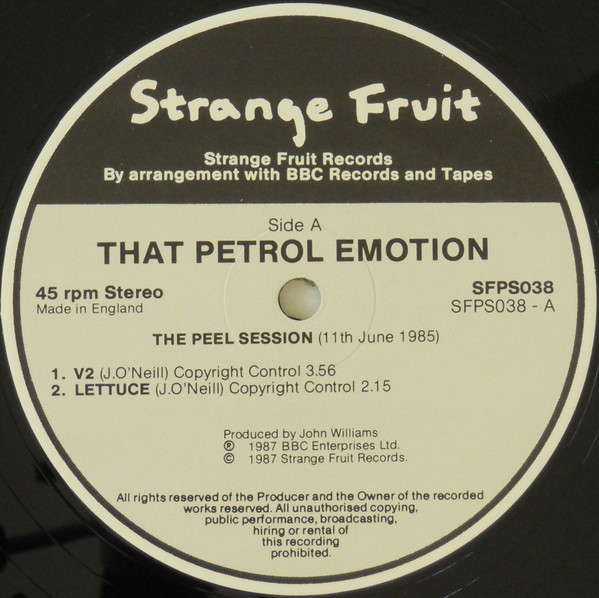 Strange Fruit
Strange Fruit Records
By arrangement with BBC Records and Tapes
Side A
THAT PETROL EMOTION
45 rpm Stereo
Made in England
SFPS038
SFPS038 - A
THE PEEL SESSION (11th June 1985)
1. V2 (J.O'Neill) Copyright Control 3.56
2. LETTUCE (J.O'Neill) Copyright Control 2.15
Produced by John Williams
℗ 1987 BBC Enterprises Ltd.
© 1987 Strange Fruit Records.
All rights reserved of the Producer and the Owner of the recorded
works reserved. All unauthorised copying,
public performance, broadcasting,
hiring or rental of
this recording
prohibited.